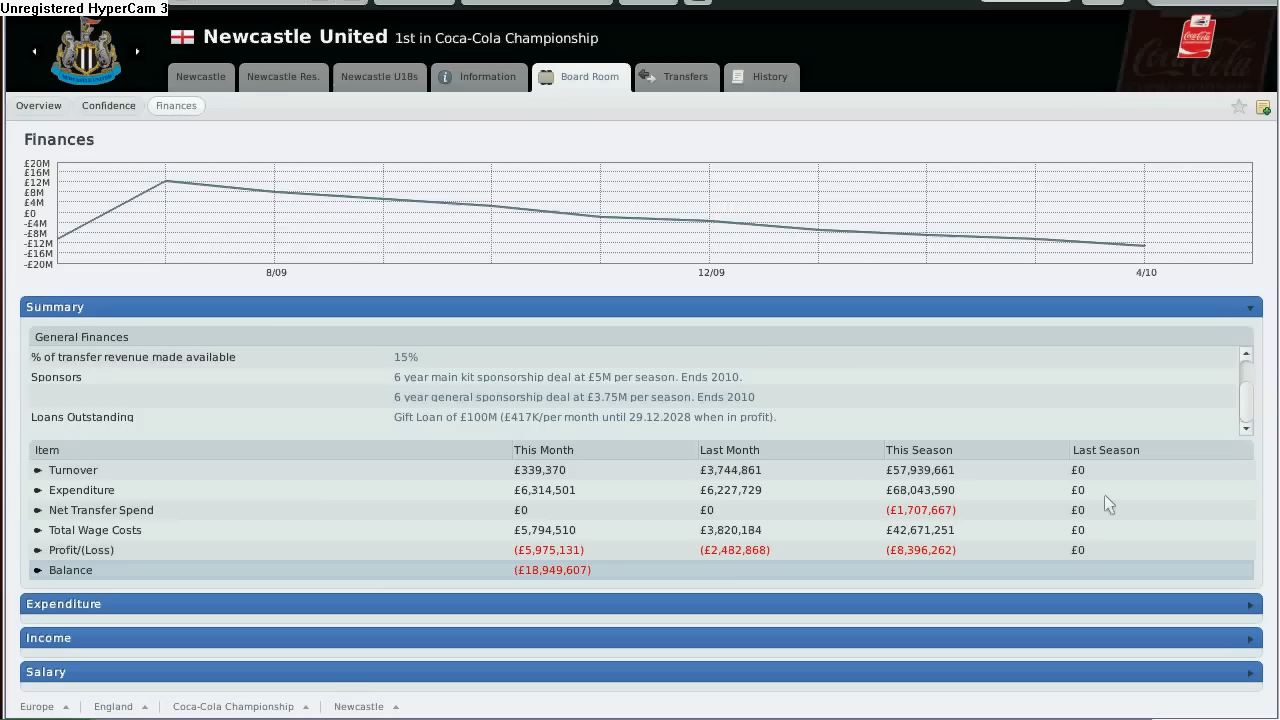 Unregistered HyperCam 3
Newcastle United 1st in Coca-Cola Championship
Coca-Cola
Newcastle Newcastle Res. Newcastle U18s Information Board Room Transfers History
Overview Confidence Finances
Finances
£20M
£16M
£12M
£8M
£4M
£0
-£4M
-£8M
-£12M
-£16M
-£20M
8/09 12/09 4/10
Summary
General Finances
% of transfer revenue made available 15%
Sponsors 6 year main kit sponsorship deal at £5M per season. Ends 2010.
6 year general sponsorship deal at £3.75M per season. Ends 2010
Loans Outstanding Gift Loan of £100M (£417K/per month until 29.12.2028 when in profit).
Item This Month Last Month This Season Last Season
Turnover £339,370 £3,744,861 £57,939,661 £0
Expenditure £6,314,501 £6,227,729 £68,043,590 £0
Net Transfer Spend £0 £0 (£1,707,667) £0
Total Wage Costs £5,794,510 £3,820,184 £42,671,251 £0
Profit/(Loss) (£5,975,131) (£2,482,868) (£8,396,262) £0
Balance (£18,949,607)
Expenditure
Income
Salary
Europe England Coca-Cola Championship Newcastle